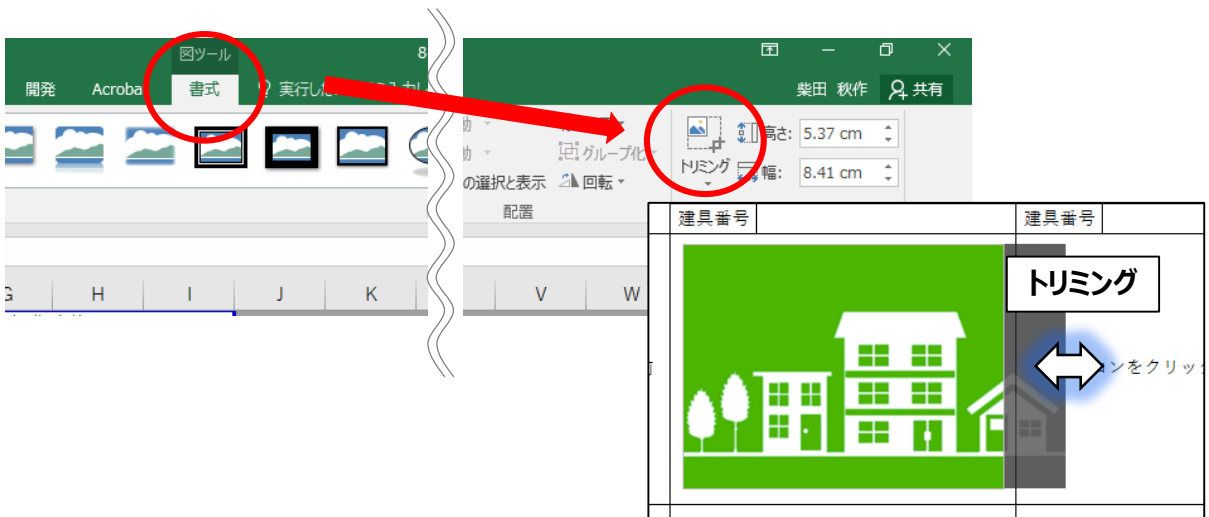 図ツール
8
開発 Acroba 書式 実行し
柴田 秋作 共有
高さ: 5.37 cm
グループ化
トリミング 幅: 8.41 cm
の選択と表示 回転
配置
G H I J K V W
建具番号 建具番号
トリミング
ンをクリッ